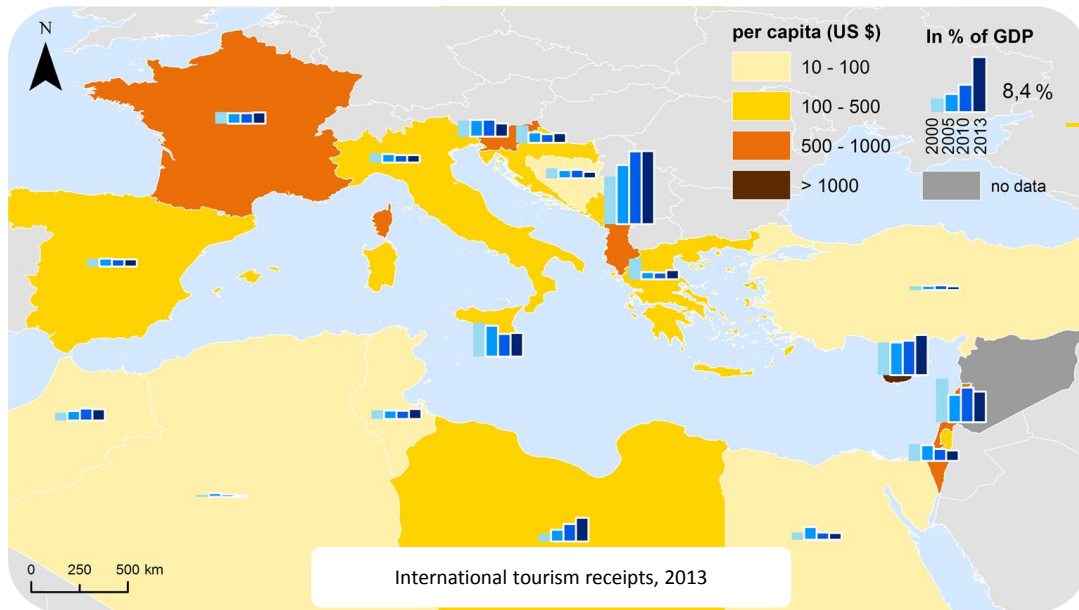 N
per capita (US $)
10 - 100
100 - 500
500 - 1000
> 1000
In % of GDP
8,4 %
2000
2005
2010
2013
no data
0 250 500 km
International tourism receipts, 2013